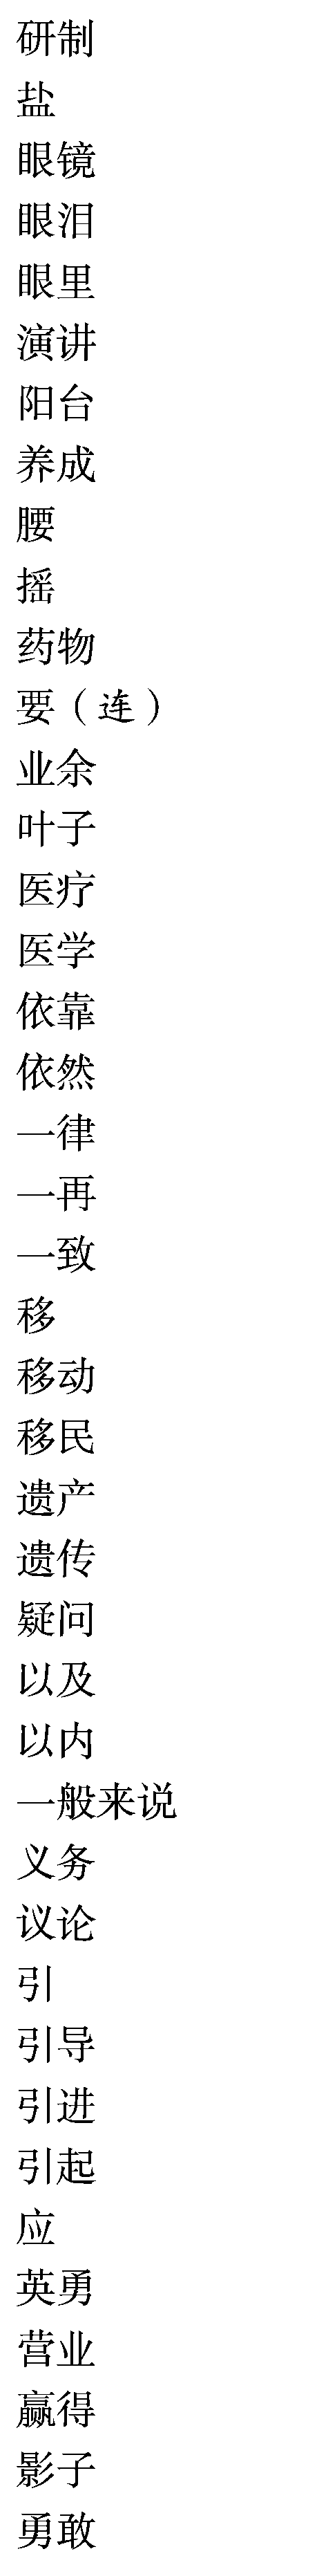 研制
盐
眼镜
眼泪
眼里
演讲
阳台
养成
腰
摇
药物
要（连）
业余
叶子
医疗
医学
依靠
依然
一律
一再
一致
移
移动
移民
遗产
遗传
疑问
以及
以内
一般来说
义务
议论
引
引导
引进
引起
应
英勇
营业
赢得
影子
勇敢